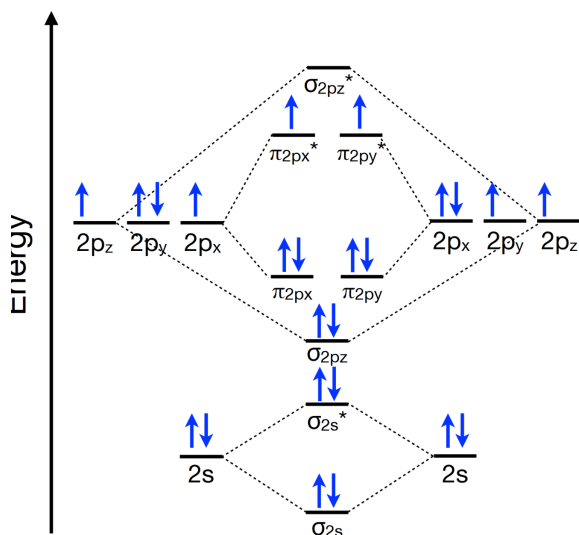 Energy
σ2pz*
π2px* π2py*
2pz 2py 2px 2px 2py 2pz
π2px π2py
σ2pz
σ2s*
2s 2s
σ2s